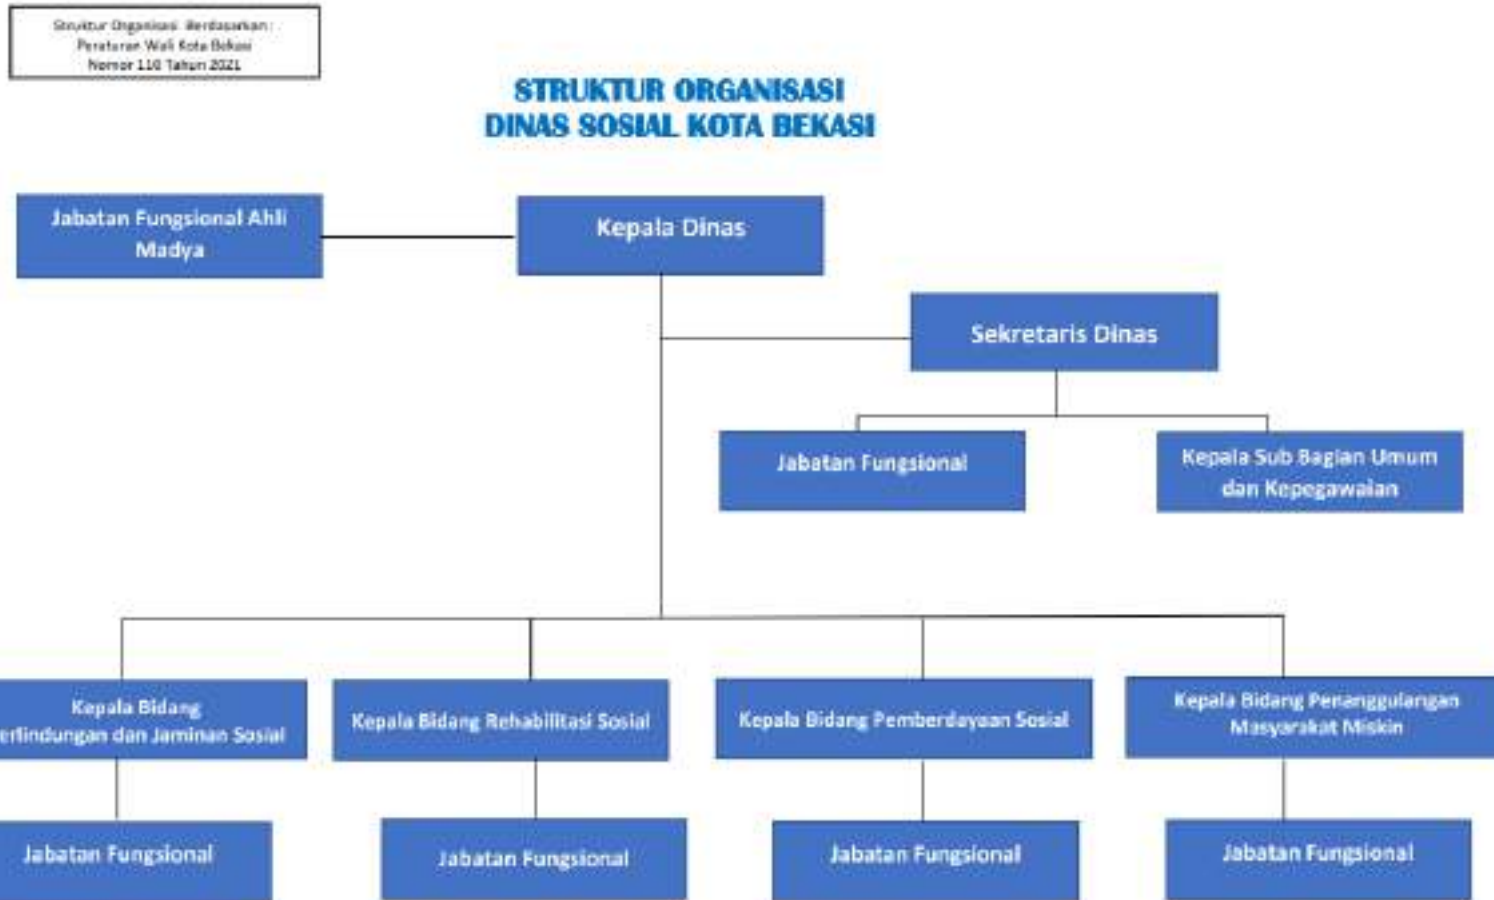 Struktur Organisasi Berdasarkan :
Peraturan Wali Kota Bekasi
Nomor 116 Tahun 2021
STRUKTUR ORGANISASI
DINAS SOSIAL KOTA BEKASI
Jabatan Fungsional Ahli
Madya
Kepala Dinas
Sekretaris Dinas
Jabatan Fungsional
Kepala Sub Bagian Umum
dan Kepegawaian
Kepala Bidang
erlindungan dan Jaminan Sosial
Kepala Bidang Rehabilitasi Sosial
Kepala Bidang Pemberdayaan Sosial
Kepala Bidang Penanggulangan
Masyarakat Miskin
Jabatan Fungsional
Jabatan Fungsional
Jabatan Fungsional
Jabatan Fungsional